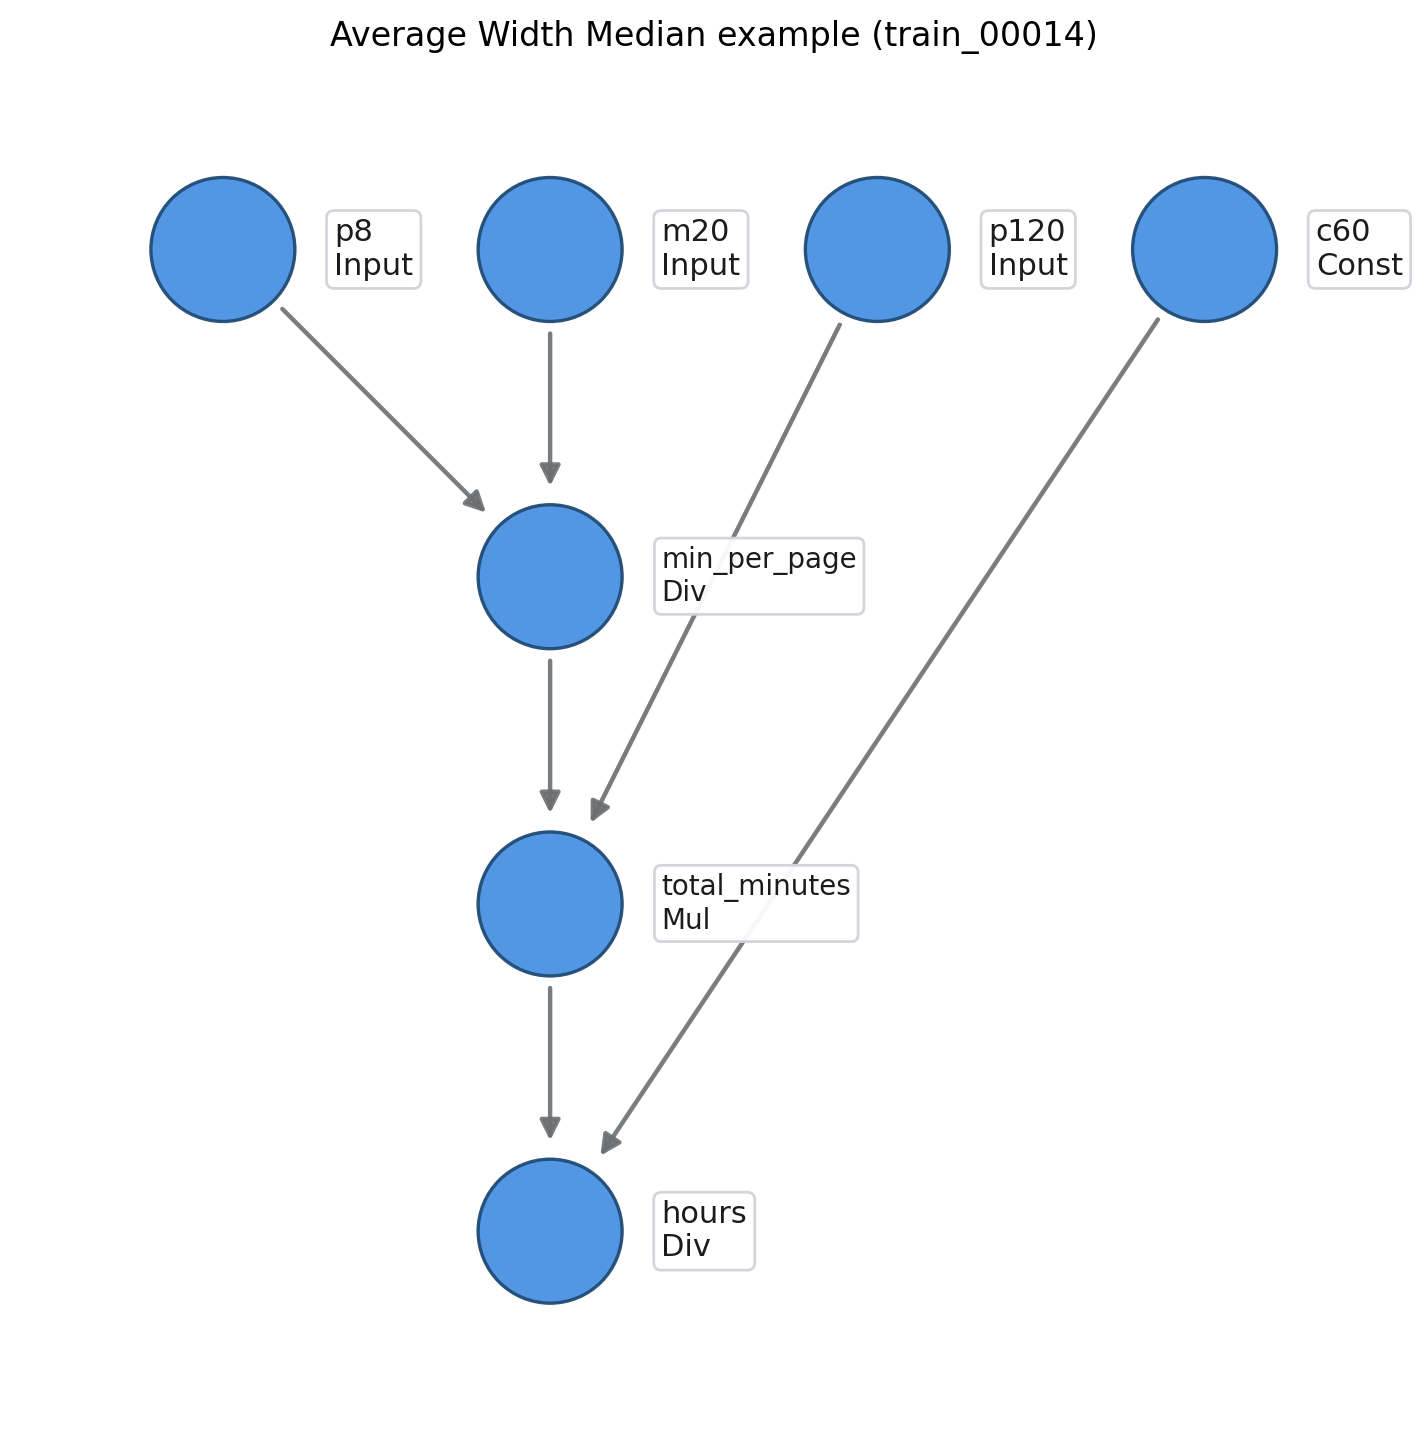 Average Width Median example (train_00014)
p8
Input
m20
Input
p120
Input
c60
Const
min_per_page
Div
total_minutes
Mul
hours
Div